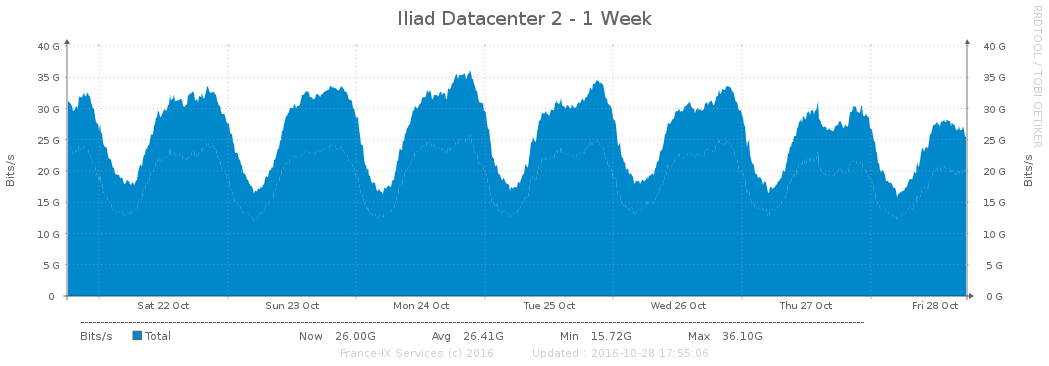 Iliad Datacenter 2 - 1 Week
RRDTOOL / TOBI OETIKER
Bits/s
40 G 40 G
35 G 35 G
30 G 30 G
25 G 25 G
20 G 20 G
15 G 15 G
10 G 10 G
5 G 5 G
0 0 G
Bits/s
Sat 22 Oct Sun 23 Oct Mon 24 Oct Tue 25 Oct Wed 26 Oct Thu 27 Oct Fri 28 Oct
Bits/s Total Now 26.00G Avg 26.41G Min 15.72G Max 36.10G
France-IX Services (c) 2016 Updated : 2016-10-28 17:55:06